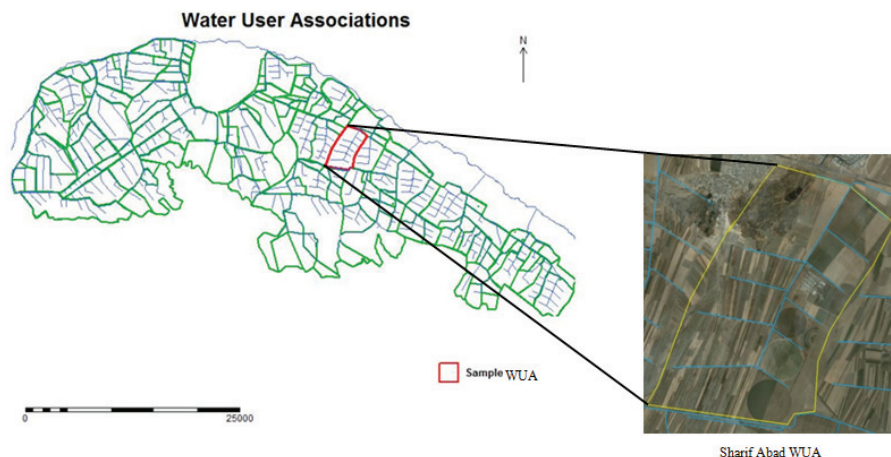 Water User Associations
N
Sample WUA
0 25000
Sharif Abad WUA